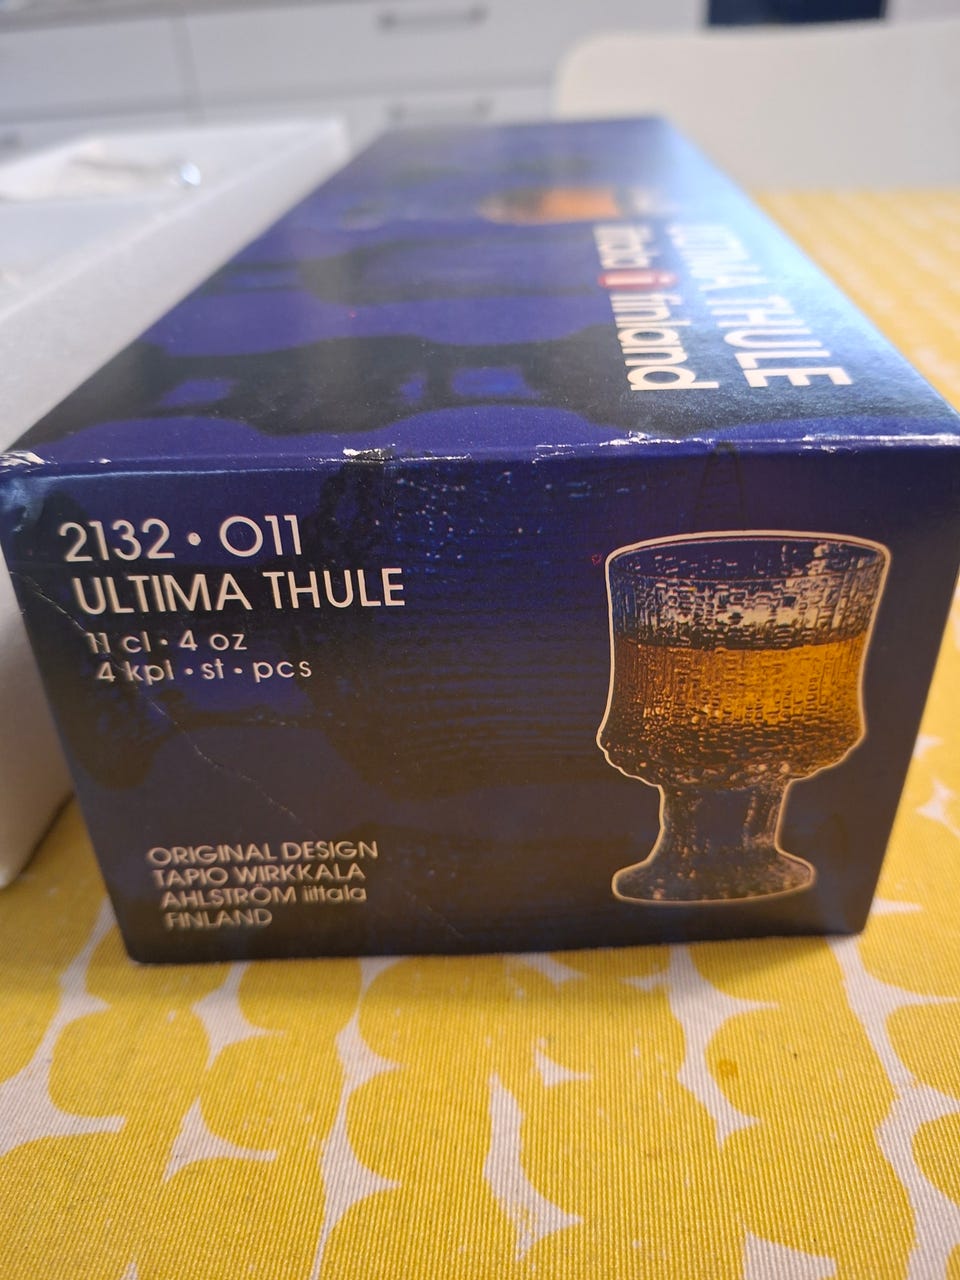 ULTIMA THULE
iittala i finland
2132 • O11
ULTIMA THULE
11 cl • 4 oz
4 kpl • st • pcs
ORIGINAL DESIGN
TAPIO WIRKKALA
AHLSTRÖM iittala
FINLAND